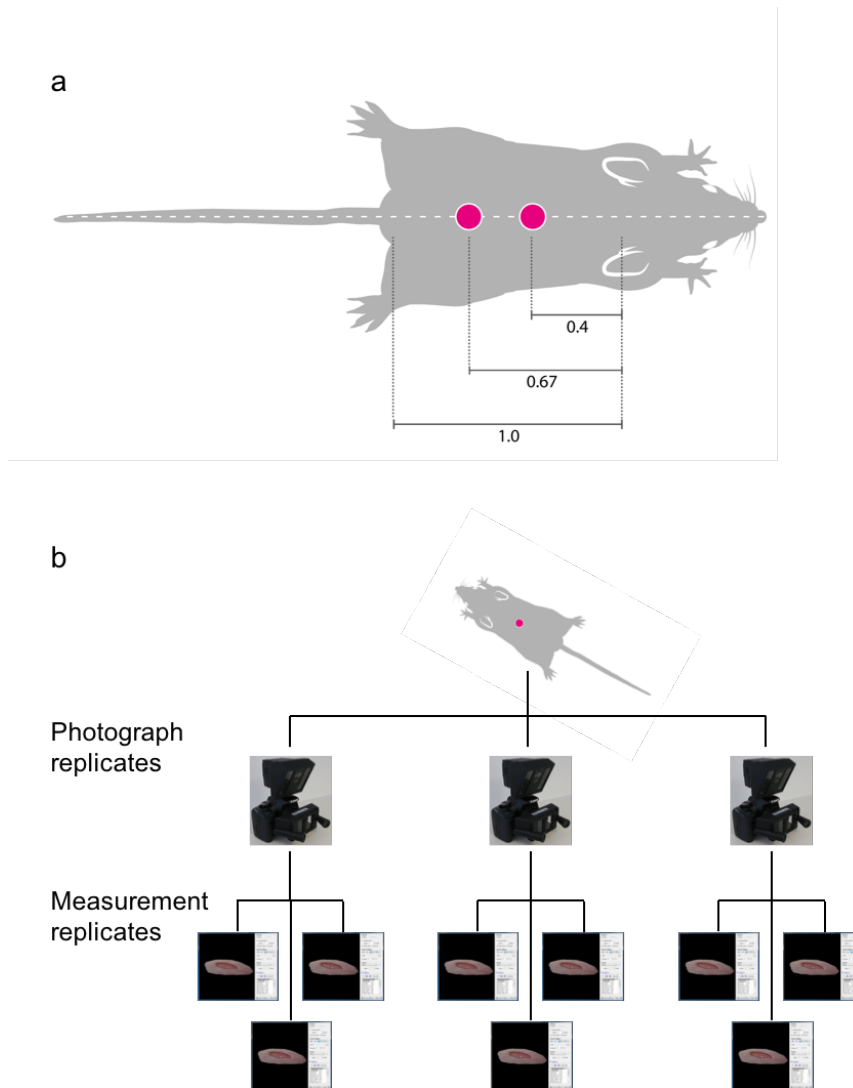 a
0.4
0.67
1.0
b
Photograph
replicates
Measurement
replicates